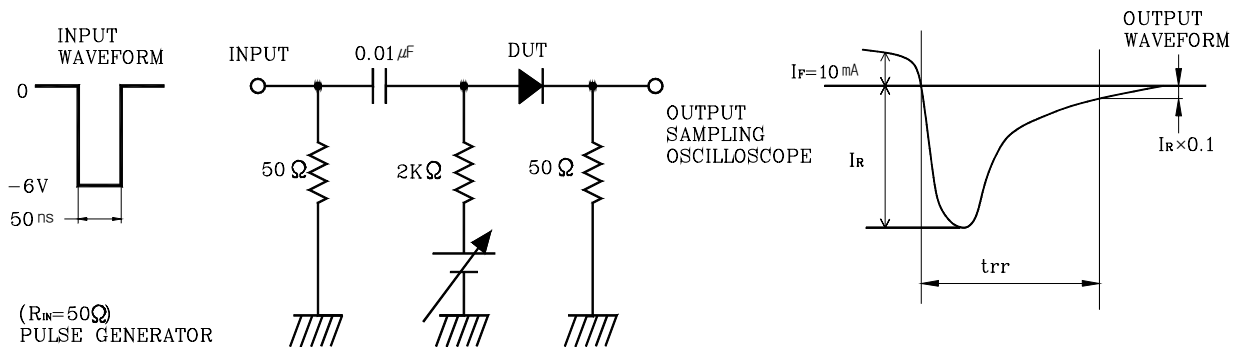 INPUT
WAVEFORM
0
-6V
50ns
(RIN=50Ω)
PULSE GENERATOR
INPUT
0.01μF
DUT
50Ω
2KΩ
50Ω
OUTPUT
SAMPLING
OSCILLOSCOPE
OUTPUT
WAVEFORM
IF=10mA
IR
IR×0.1
trr